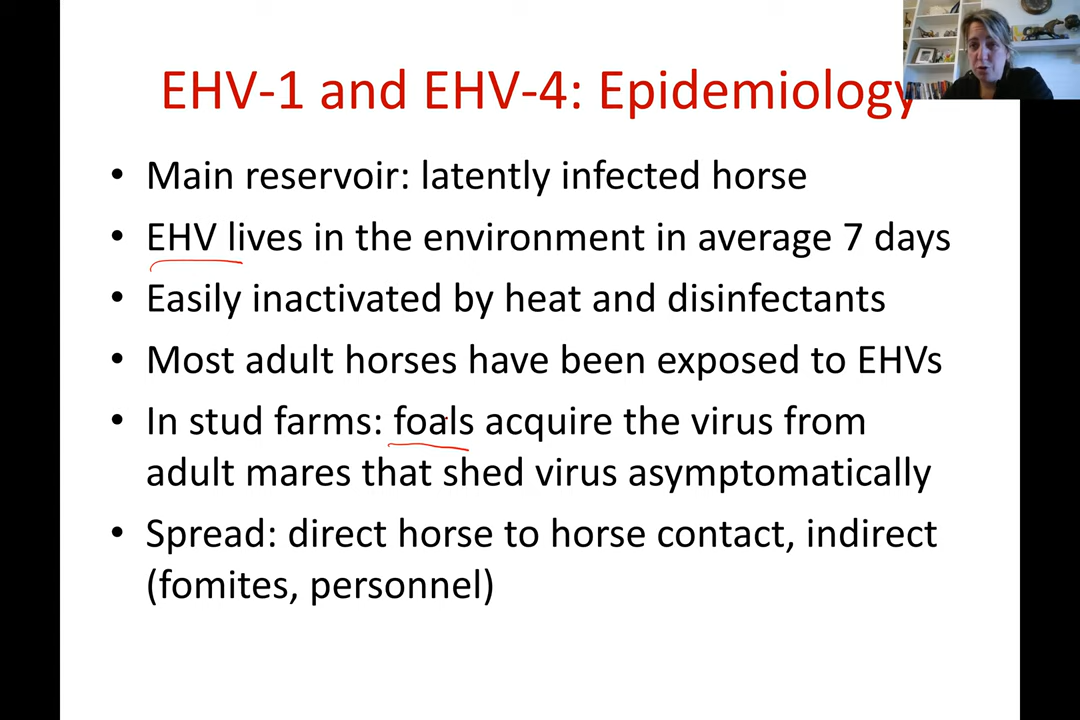 EHV-1 and EHV-4: Epidemiology
• Main reservoir: latently infected horse
• EHV lives in the environment in average 7 days
• Easily inactivated by heat and disinfectants
• Most adult horses have been exposed to EHVs
• In stud farms: foals acquire the virus from
adult mares that shed virus asymptomatically
• Spread: direct horse to horse contact, indirect
(fomites, personnel)